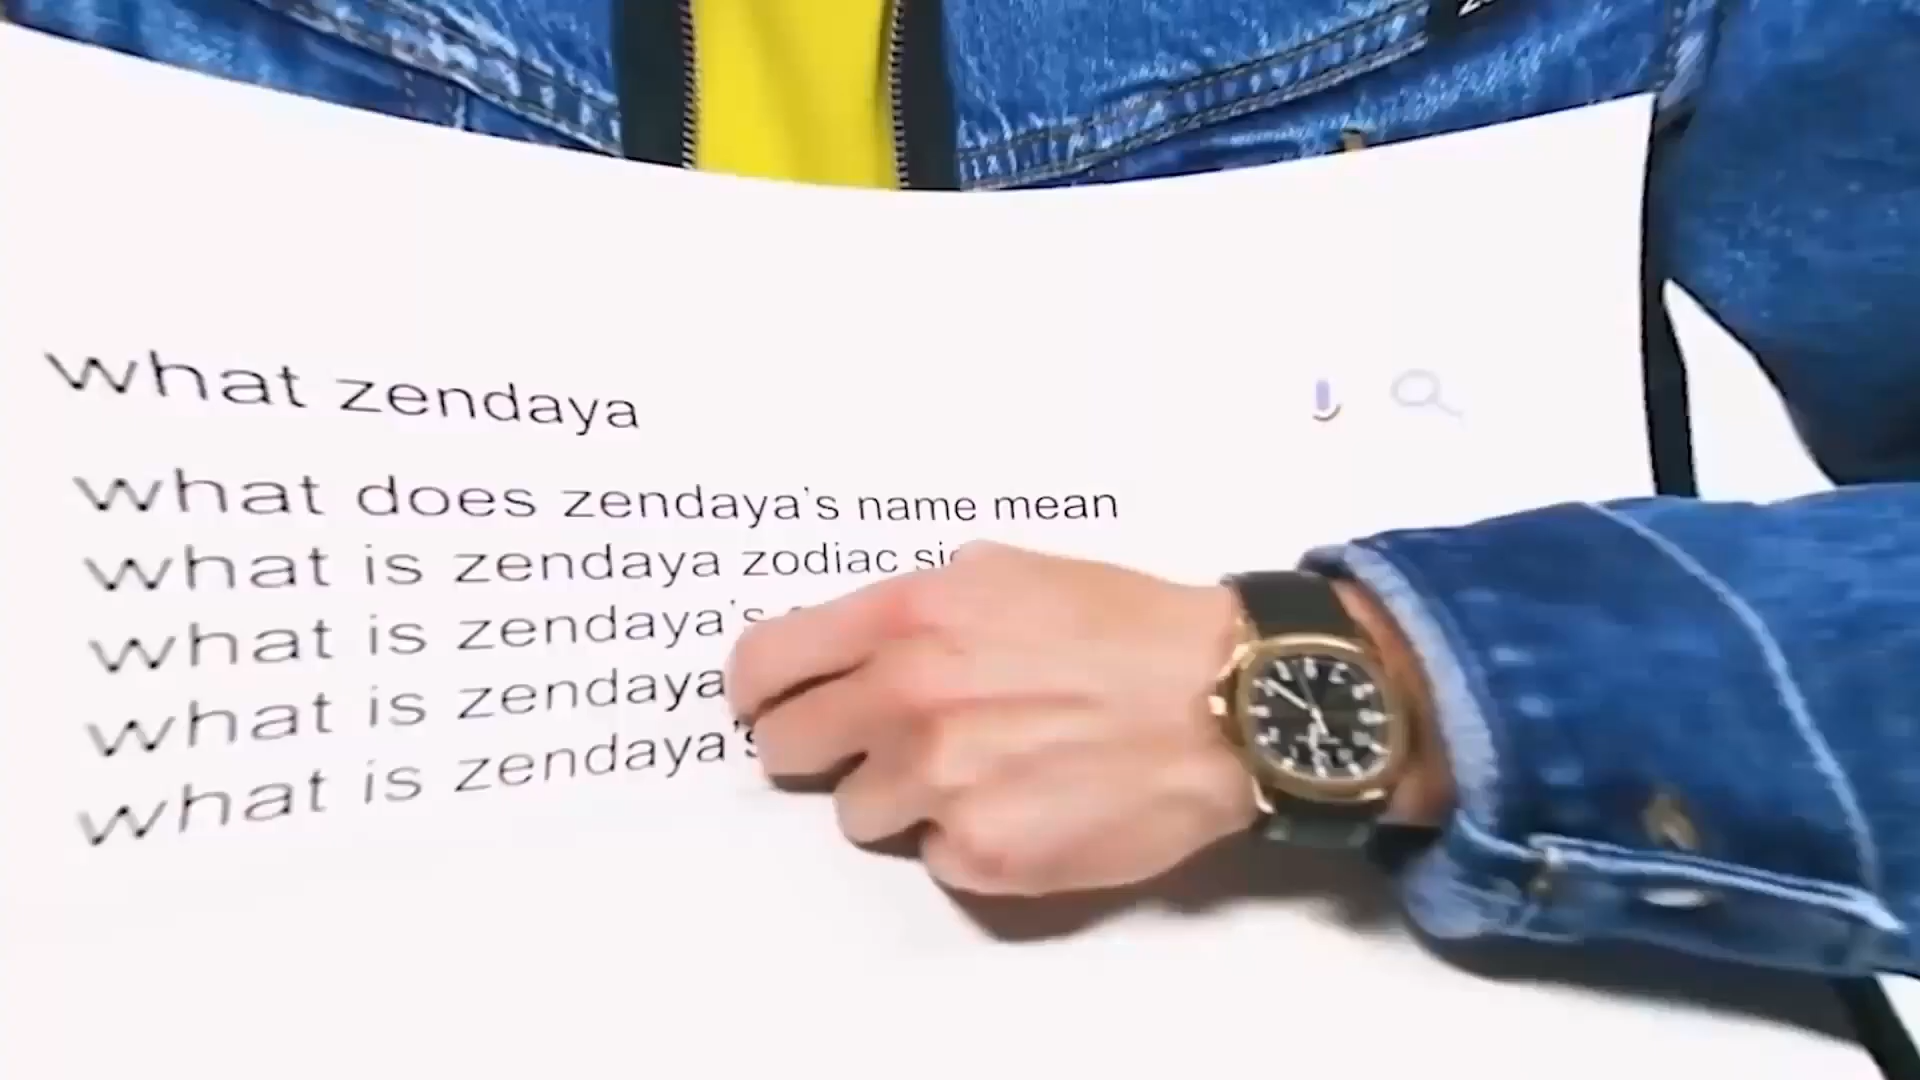 what zendaya
what does zendaya's name mean
what is zendaya zodiac
what is zendaya's
what is zendaya
what is zendaya's